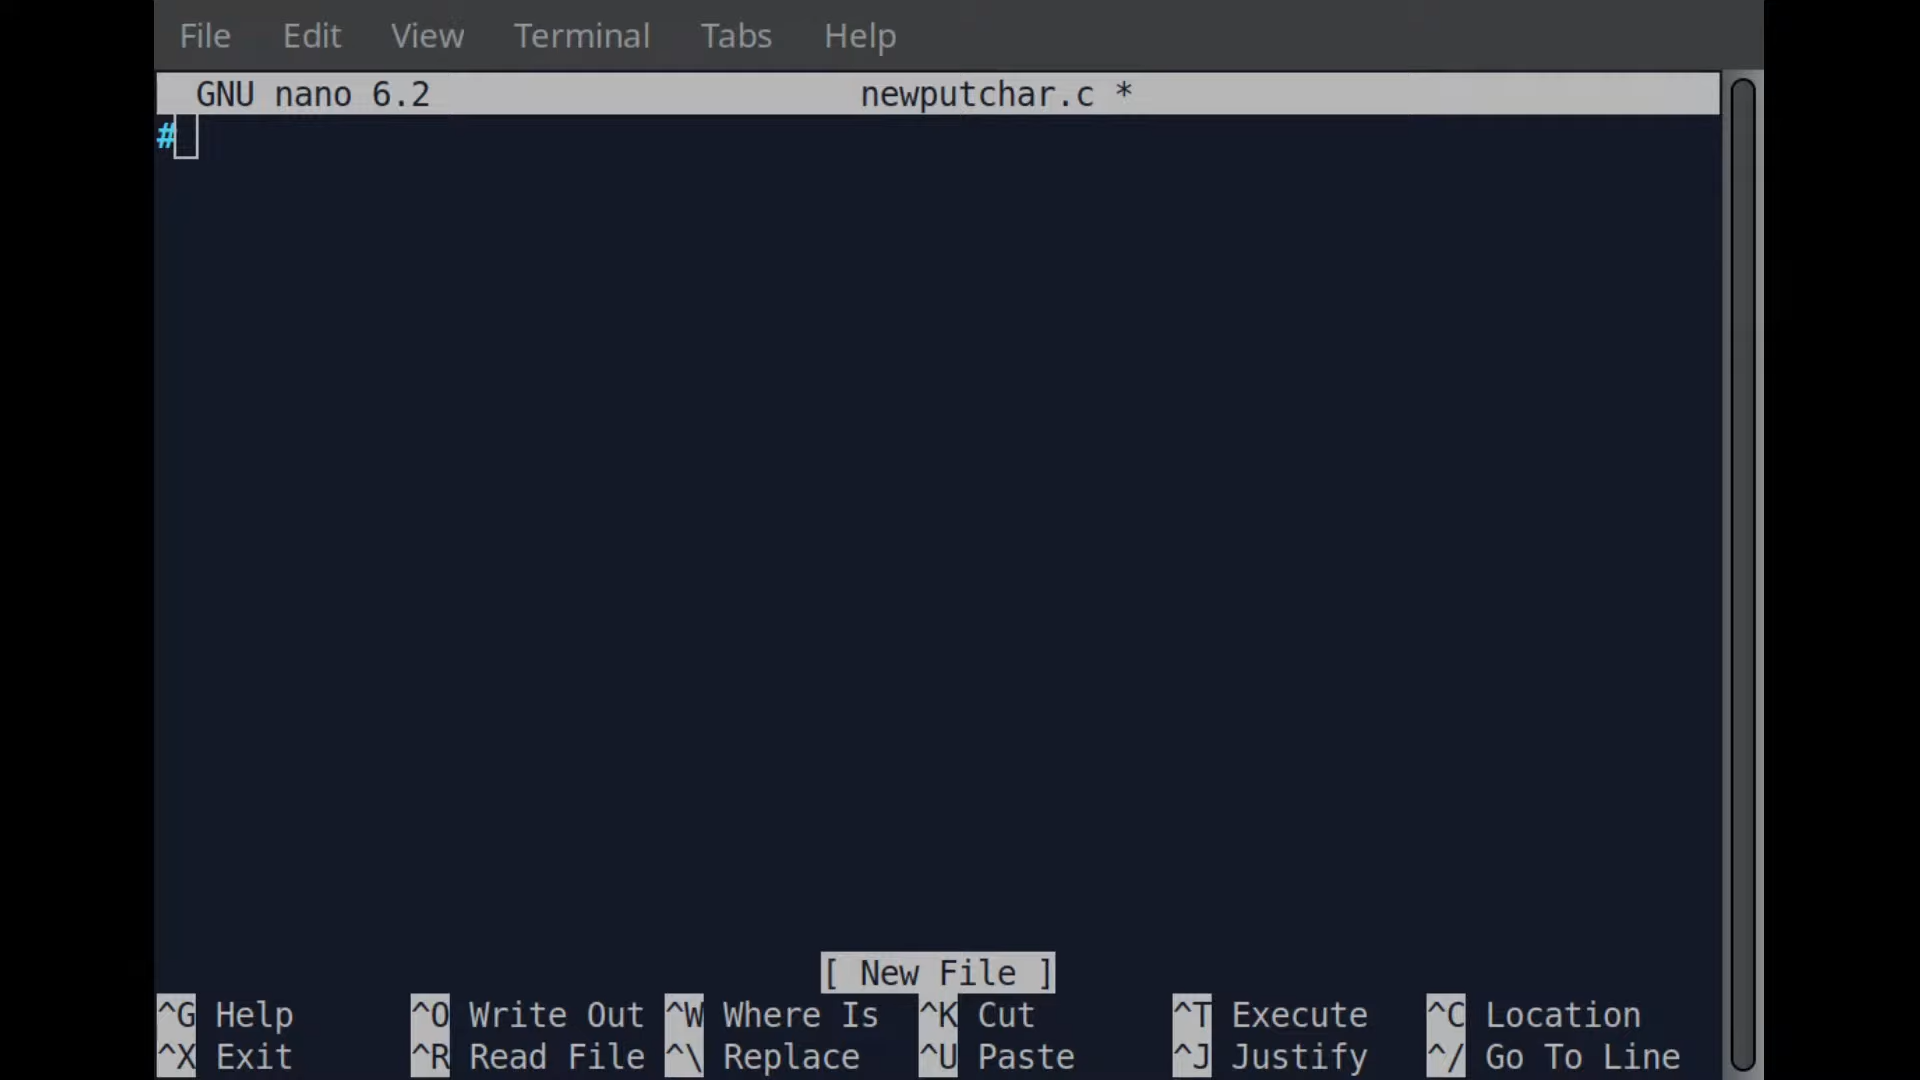 File Edit View Terminal Tabs Help
GNU nano 6.2 newputchar.c *
#
[ New File ]
^G Help ^O Write Out ^W Where Is ^K Cut ^T Execute ^C Location
^X Exit ^R Read File ^\ Replace ^U Paste ^J Justify ^/ Go To Line